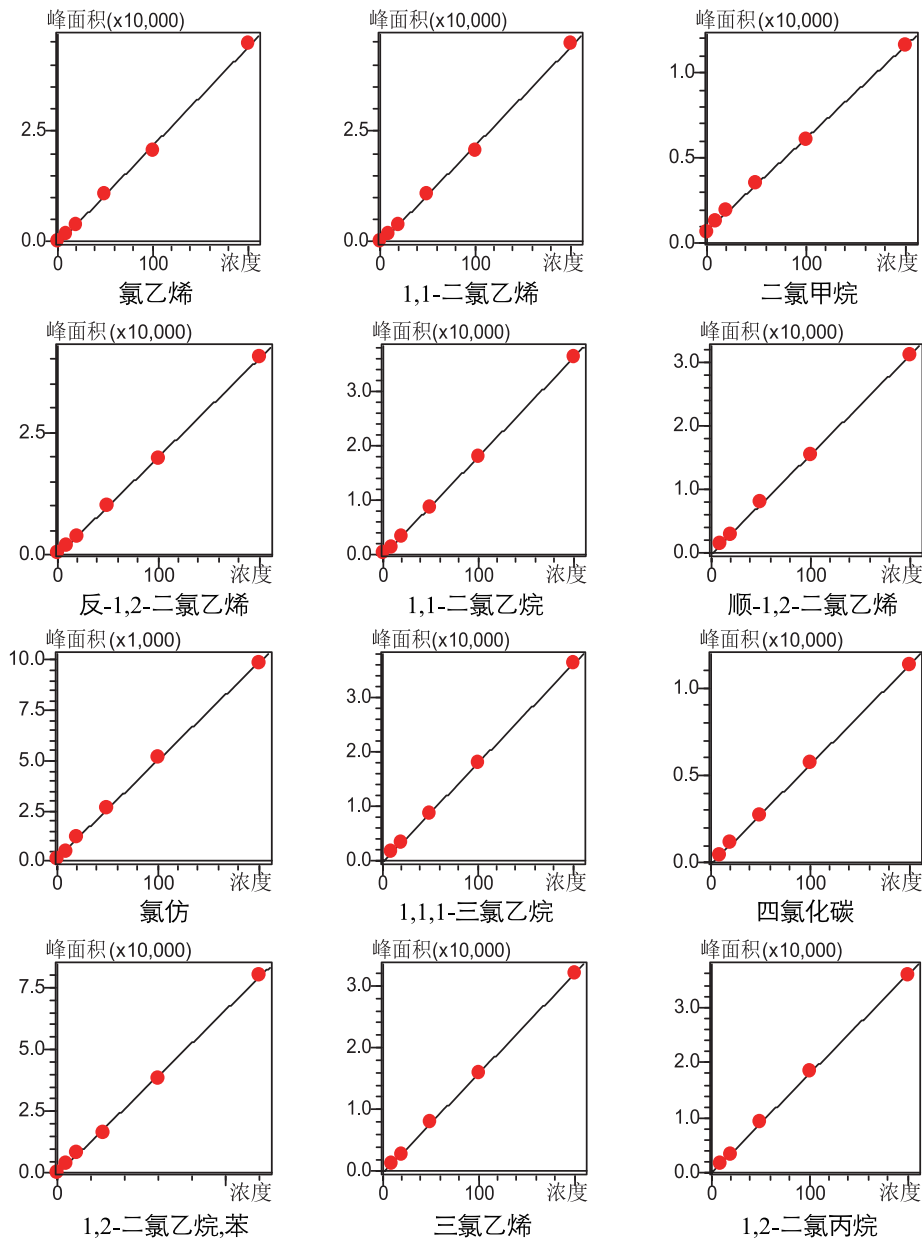 峰面积(x10,000)
2.5
0.0
0
100
浓度
氯乙烯
峰面积(x10,000)
2.5
0.0
0
100
浓度
1,1-二氯乙烯
峰面积(x10,000)
1.0
0.5
0.0
0
100
浓度
二氯甲烷
峰面积(x10,000)
2.5
0.0
0
100
浓度
反-1,2-二氯乙烯
峰面积(x10,000)
3.0
2.0
1.0
0.0
0
100
浓度
1,1-二氯乙烷
峰面积(x10,000)
3.0
2.0
1.0
0.0
0
100
浓度
顺-1,2-二氯乙烯
峰面积(x1,000)
10.0
7.5
5.0
2.5
0.0
0
100
浓度
氯仿
峰面积(x10,000)
3.0
2.0
1.0
0.0
0
100
浓度
1,1,1-三氯乙烷
峰面积(x10,000)
1.0
0.5
0.0
0
100
浓度
四氯化碳
峰面积(x10,000)
7.5
5.0
2.5
0.0
0
浓度
1,2-二氯乙烷,苯
峰面积(x10,000)
3.0
2.0
1.0
0.0
0
100
浓度
三氯乙烯
峰面积(x10,000)
3.0
2.0
1.0
0.0
0
100
浓度
1,2-二氯丙烷